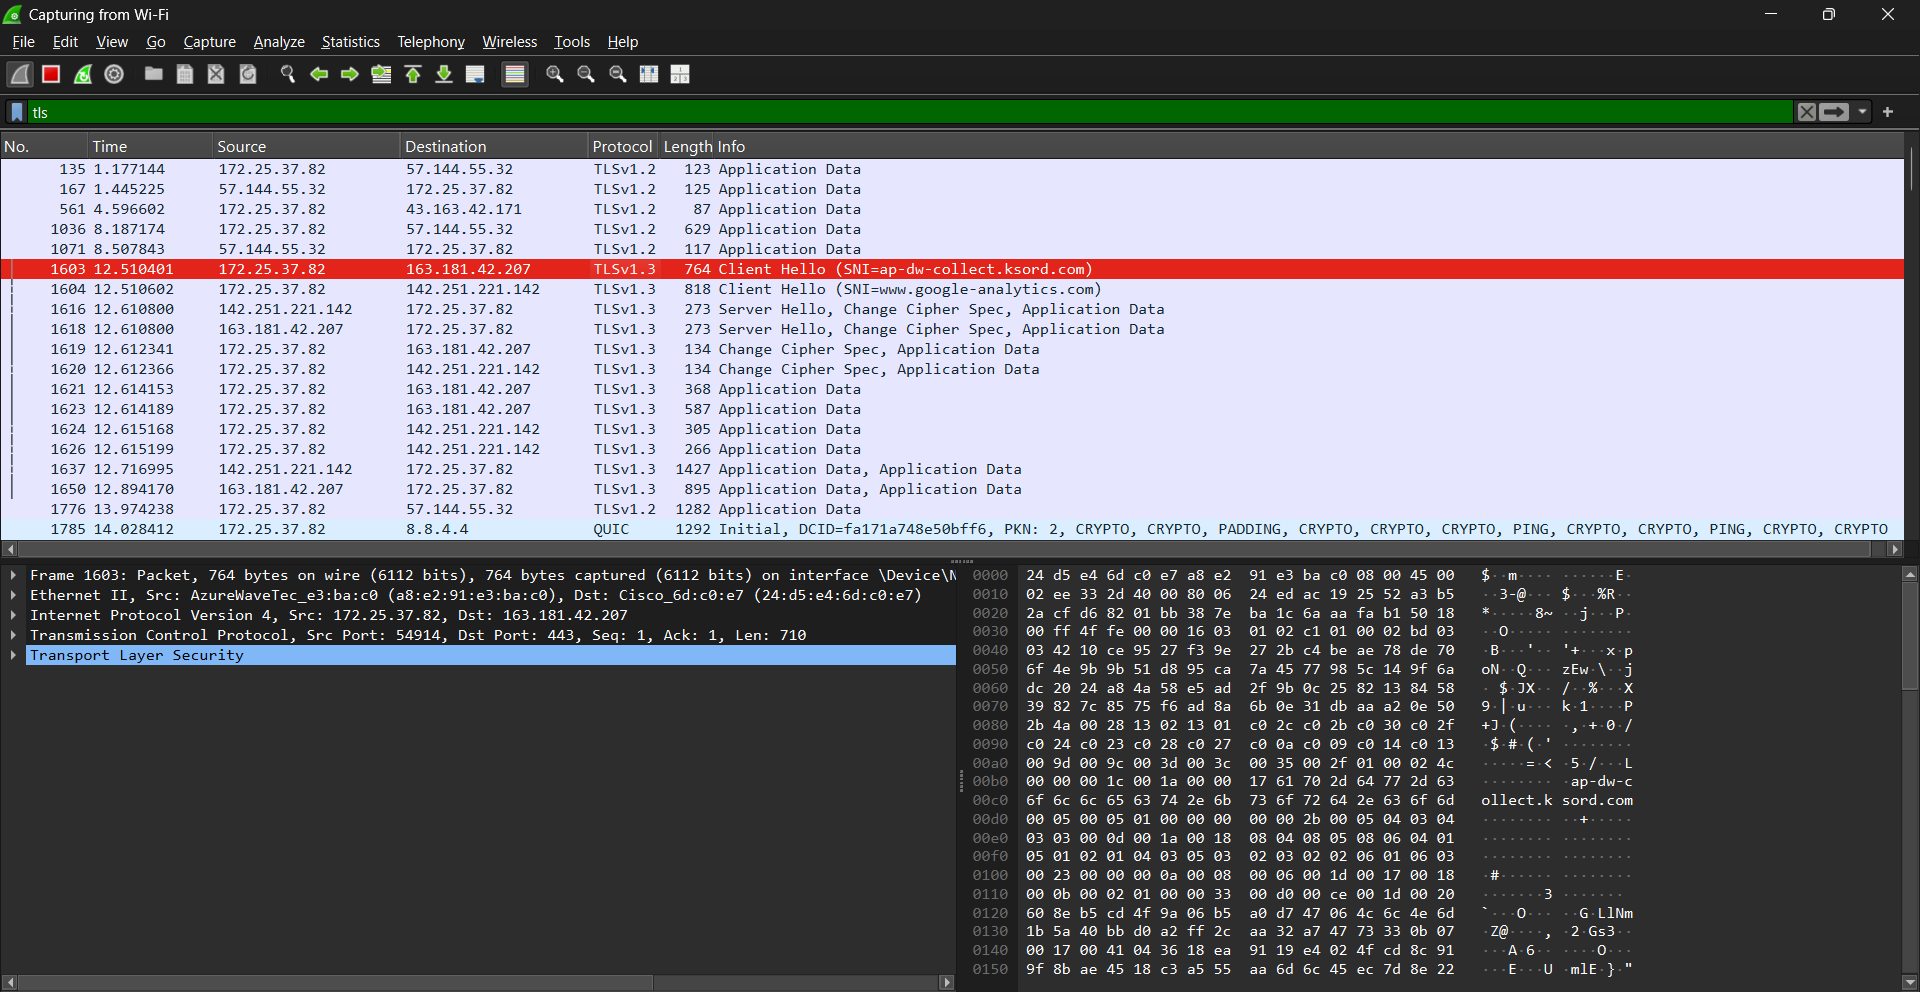 Capturing from Wi-Fi
File Edit View Go Capture Analyze Statistics Telephony Wireless Tools Help
tls
No. Time Source Destination Protocol Length Info
135 1.177144 172.25.37.82 57.144.55.32 TLSv1.2 123 Application Data
167 1.445225 57.144.55.32 172.25.37.82 TLSv1.2 125 Application Data
561 4.596602 172.25.37.82 43.163.42.171 TLSv1.2 87 Application Data
1036 8.187174 172.25.37.82 57.144.55.32 TLSv1.2 629 Application Data
1071 8.507843 57.144.55.32 172.25.37.82 TLSv1.2 117 Application Data
1603 12.510401 172.25.37.82 163.181.42.207 TLSv1.3 764 Client Hello (SNI=ap-dw-collect.ksord.com)
1604 12.510602 172.25.37.82 142.251.221.142 TLSv1.3 818 Client Hello (SNI=www.google-analytics.com)
1616 12.610800 142.251.221.142 172.25.37.82 TLSv1.3 273 Server Hello, Change Cipher Spec, Application Data
1618 12.610800 163.181.42.207 172.25.37.82 TLSv1.3 273 Server Hello, Change Cipher Spec, Application Data
1619 12.612341 172.25.37.82 163.181.42.207 TLSv1.3 134 Change Cipher Spec, Application Data
1620 12.612366 172.25.37.82 142.251.221.142 TLSv1.3 134 Change Cipher Spec, Application Data
1621 12.614153 172.25.37.82 163.181.42.207 TLSv1.3 368 Application Data
1623 12.614189 172.25.37.82 163.181.42.207 TLSv1.3 587 Application Data
1624 12.615168 172.25.37.82 142.251.221.142 TLSv1.3 305 Application Data
1626 12.615199 172.25.37.82 142.251.221.142 TLSv1.3 266 Application Data
1637 12.716995 142.251.221.142 172.25.37.82 TLSv1.3 1427 Application Data, Application Data
1650 12.894170 163.181.42.207 172.25.37.82 TLSv1.3 895 Application Data, Application Data
1776 13.974238 172.25.37.82 57.144.55.32 TLSv1.2 1282 Application Data
1785 14.028412 172.25.37.82 8.8.4.4 QUIC 1292 Initial, DCID=fa171a748e50bff6, PKN: 2, CRYPTO, CRYPTO, PADDING, CRYPTO, CRYPTO, CRYPTO, PING, CRYPTO, CRYPTO, PING, CRYPTO, CRYPTO
Frame 1603: Packet, 764 bytes on wire (6112 bits), 764 bytes captured (6112 bits) on interface \Device\N
Ethernet II, Src: AzureWaveTec_e3:ba:c0 (a8:e2:91:e3:ba:c0), Dst: Cisco_6d:c0:e7 (24:d5:e4:6d:c0:e7)
Internet Protocol Version 4, Src: 172.25.37.82, Dst: 163.181.42.207
Transmission Control Protocol, Src Port: 54914, Dst Port: 443, Seq: 1, Ack: 1, Len: 710
Transport Layer Security
0000 24 d5 e4 6d c0 e7 a8 e2 91 e3 ba c0 08 00 45 00 $··m···· ······E·
0010 02 ee 33 2d 40 00 80 06 24 ed ac 19 25 52 a3 b5 ··3-@··· $···%R··
0020 2a cf d6 82 01 bb 38 7e ba 1c 6a aa fa b1 50 18 *·····8~ ··j···P·
0030 00 ff 4f fe 00 00 16 03 01 02 c1 01 00 02 bd 03 ··O····· ········
0040 03 42 10 ce 95 27 f3 9e 27 2b c4 be ae 78 de 70 ·B···'·· '+···x·p
0050 6f 4e 9b 9b 51 d8 95 ca 7a 45 77 98 5c 14 9f 6a oN··Q··· zEw·\··j
0060 dc 20 24 a8 4a 58 e5 ad 2f 9b 0c 25 82 13 84 58 · $·JX·· /··%···X
0070 39 82 7c 85 75 f6 ad 8a 6b 0e 31 db aa a2 0e 50 9·|·u··· k·1····P
0080 2b 4a 00 28 13 02 13 01 c0 2c c0 2b c0 30 c0 2f +J·(···· ·,·+·0·/
0090 c0 24 c0 23 c0 28 c0 27 c0 0a c0 09 c0 14 c0 13 ·$·#·(·' ········
00a0 00 9d 00 9c 00 3d 00 3c 00 35 00 2f 01 00 02 4c ·····=·< ·5·/···L
00b0 00 00 00 1c 00 1a 00 00 17 61 70 2d 64 77 2d 63 ········ ·ap-dw-c
00c0 6f 6c 6c 65 63 74 2e 6b 73 6f 72 64 2e 63 6f 6d ollect.k sord.com
00d0 00 05 00 05 01 00 00 00 00 00 2b 00 05 04 03 04 ········ ··+·····
00e0 03 03 00 0d 00 1a 00 18 08 04 08 05 08 06 04 01 ········ ········
00f0 05 01 02 01 04 03 05 03 02 03 02 02 06 01 06 03 ········ ········
0100 00 23 00 00 00 0a 00 08 00 06 00 1d 00 17 00 18 ·#······ ········
0110 00 0b 00 02 01 00 00 33 00 d0 00 ce 00 1d 00 20 ·······3 ·······
0120 60 8e b5 cd 4f 9a 06 b5 a0 d7 47 06 4c 6c 4e 6d `···O··· ··G·LlNm
0130 1b 5a 40 bb d0 a2 ff 2c aa 32 a7 47 73 33 0b 07 ·Z@····, ·2·Gs3··
0140 00 17 00 41 04 36 18 ea 91 19 e4 02 4f cd 8c 91 ···A·6·· ····O···
0150 9f 8b ae 45 18 c3 a5 55 aa 6d 6c 45 ec 7d 8e 22 ···E···U ·mlE·}·"